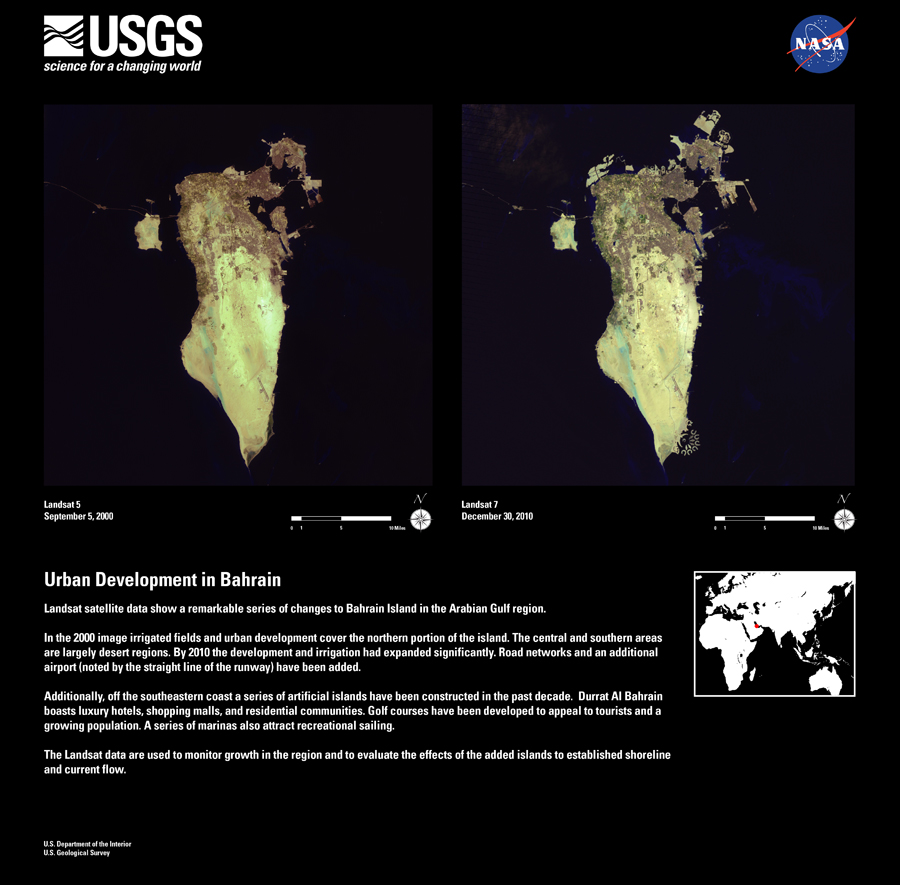 USGS
science for a changing world
NASA
Landsat 5
September 5, 2000
N
0 1 5 10 Miles
Landsat 7
December 30, 2010
N
0 1 5 10 Miles
Urban Development in Bahrain
Landsat satellite data show a remarkable series of changes to Bahrain Island in the Arabian Gulf region.
In the 2000 image irrigated fields and urban development cover the northern portion of the island. The central and southern areas
are largely desert regions. By 2010 the development and irrigation had expanded significantly. Road networks and an additional
airport (noted by the straight line of the runway) have been added.
Additionally, off the southeastern coast a series of artificial islands have been constructed in the past decade. Durrat Al Bahrain
boasts luxury hotels, shopping malls, and residential communities. Golf courses have been developed to appeal to tourists and a
growing population. A series of marinas also attract recreational sailing.
The Landsat data are used to monitor growth in the region and to evaluate the effects of the added islands to established shoreline
and current flow.
U.S. Department of the Interior
U.S. Geological Survey